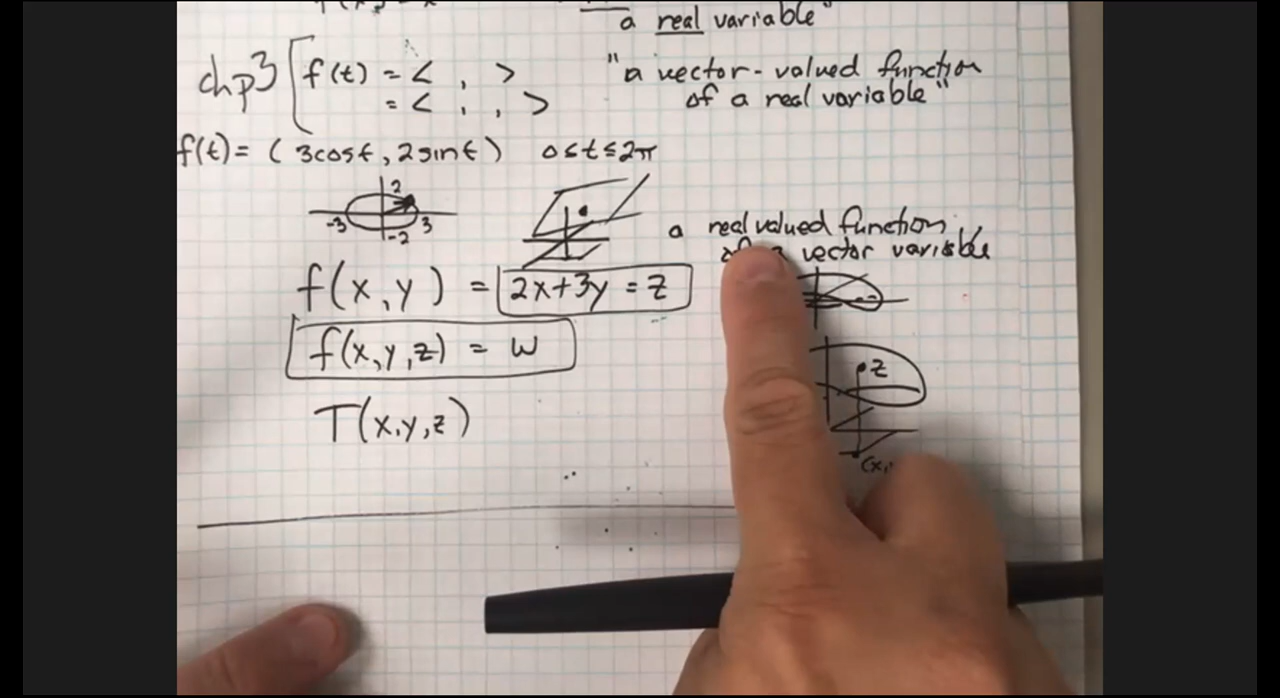 a real variable"
chp3 f(t) = < , >
= < , , >
"a vector-valued function
of a real variable"
f(t) = ( 3cost, 2sint ) 0≤t≤2π
2
-3 3
-2
a real valued function
vector variable
f(x,y) = 2x+3y = z
f(x,y,z) = w
z
T(x,y,z)
(x,